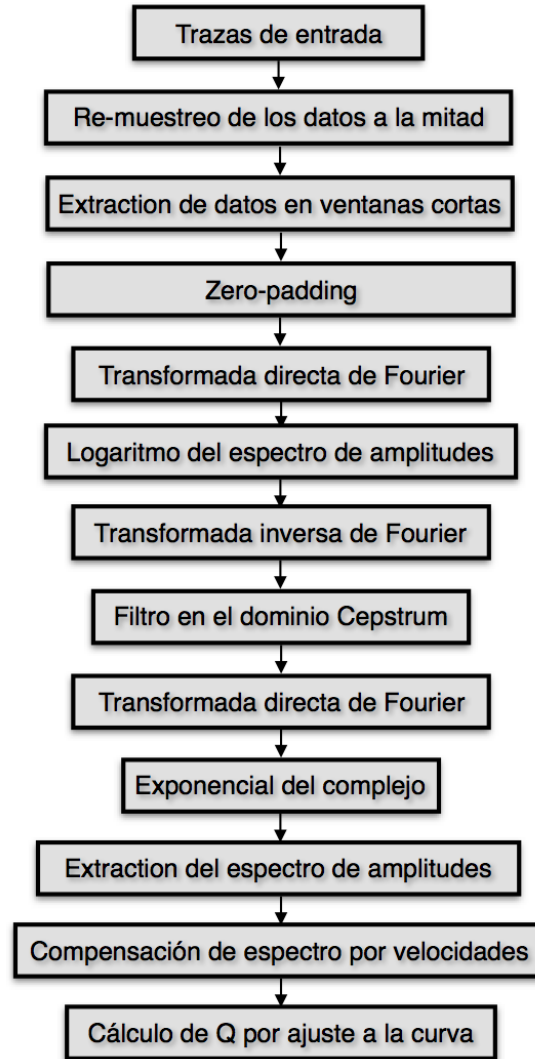 Trazas de entrada
Re-muestreo de los datos a la mitad
Extraction de datos en ventanas cortas
Zero-padding
Transformada directa de Fourier
Logaritmo del espectro de amplitudes
Transformada inversa de Fourier
Filtro en el dominio Cepstrum
Transformada directa de Fourier
Exponencial del complejo
Extraction del espectro de amplitudes
Compensación de espectro por velocidades
Cálculo de Q por ajuste a la curva